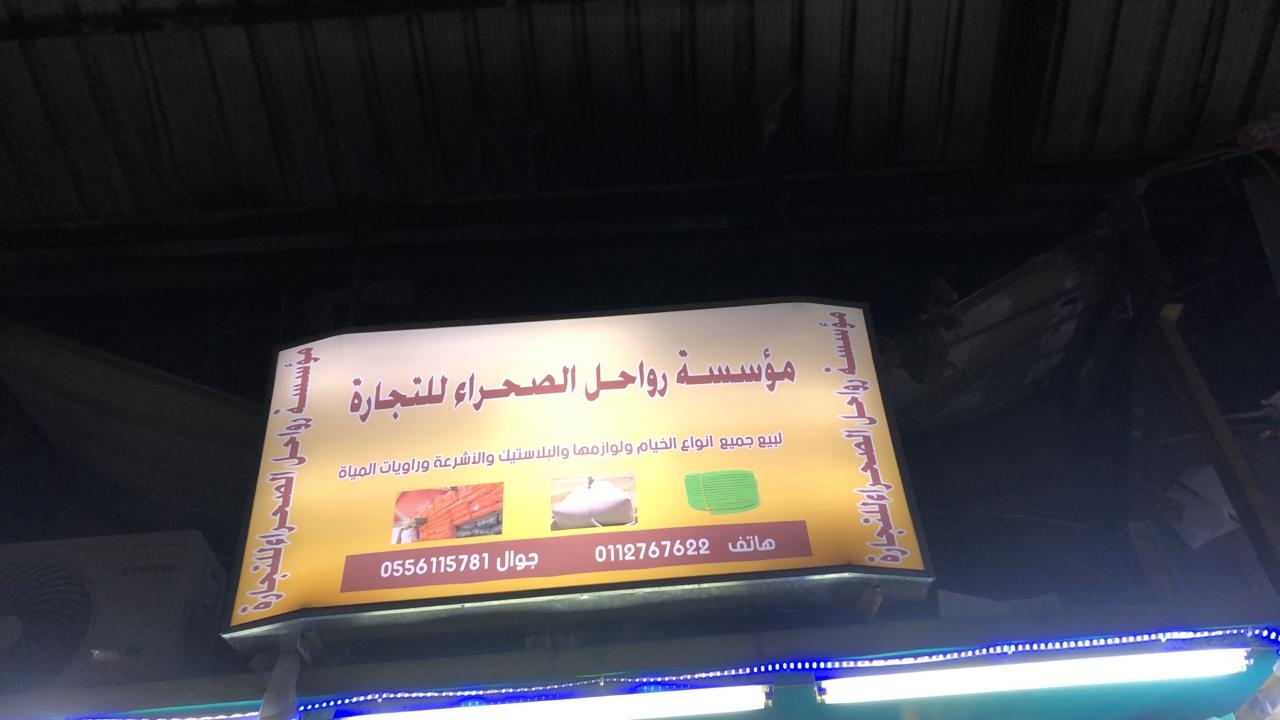 مؤسسة رواحل الصحراء للتجارة
مؤسسة رواحل الصحراء للتجارة
لبيع جميع انواع الخيام ولوازمها والبلاستيك والأشرعة وراويات المياة
هاتف 0112767622 جوال 0556115781
مؤسسة رواحل الصحراء للتجارة